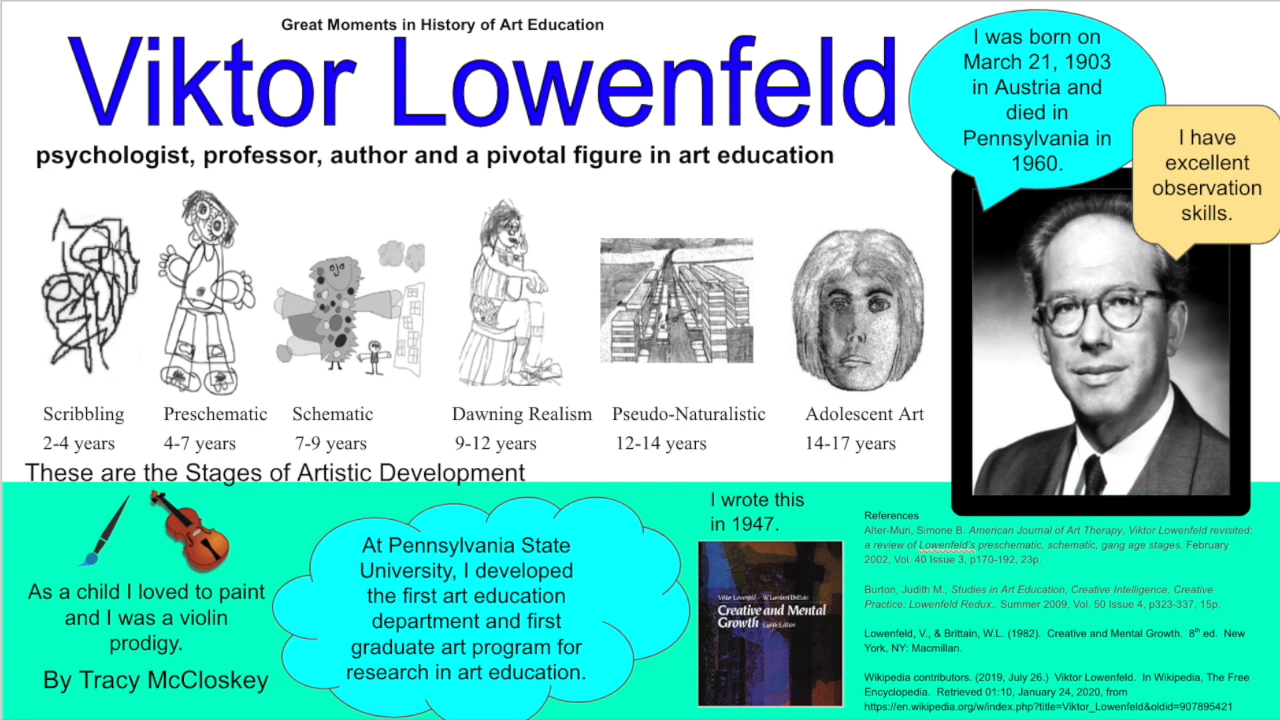 Great Moments in History of Art Education
Viktor Lowenfeld
psychologist, professor, author and a pivotal figure in art education
I was born on
March 21, 1903
in Austria and
died in
Pennsylvania in
1960.
I have
excellent
observation
skills.
Scribbling
2-4 years
Preschematic
4-7 years
Schematic
7-9 years
Dawning Realism
9-12 years
Pseudo-Naturalistic
12-14 years
Adolescent Art
14-17 years
These are the Stages of Artistic Development
As a child I loved to paint
and I was a violin
prodigy.
By Tracy McCloskey
At Pennsylvania State
University, I developed
the first art education
department and first
graduate art program for
research in art education.
I wrote this
in 1947.
Viktor Lowenfeld W. Lambert Brittain
Creative and Mental
Growth Eighth Edition
References
Alter-Muri, Simone B. American Journal of Art Therapy, Viktor Lowenfeld revisited:
a review of Lowenfeld's preschematic, schematic, gang age stages. February
2002, Vol. 40 Issue 3, p170-192, 23p.
Burton, Judith M., Studies in Art Education, Creative Intelligence, Creative
Practice: Lowenfeld Redux., Summer 2009, Vol. 50 Issue 4, p323-337, 15p.
Lowenfeld, V., & Brittain, W.L. (1982). Creative and Mental Growth. 8th ed. New
York, NY: Macmillan.
Wikipedia contributors. (2019, July 26.) Viktor Lowenfeld. In Wikipedia, The Free
Encyclopedia. Retrieved 01:10, January 24, 2020, from
https://en.wikipedia.org/w/index.php?title=Viktor_Lowenfeld&oldid=907895421